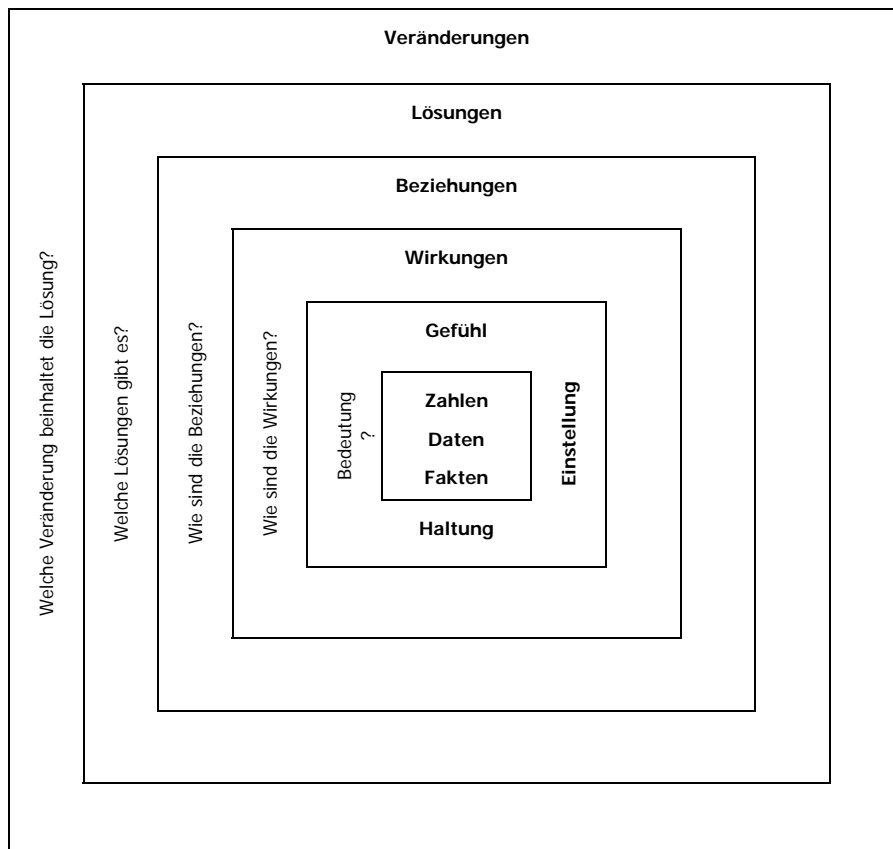 Veränderungen
Lösungen
Beziehungen
Wirkungen
Gefühl
Zahlen
Daten
Fakten
Haltung
Einstellung
Bedeutung
?
Wie sind die Wirkungen?
Wie sind die Beziehungen?
Welche Lösungen gibt es?
Welche Veränderung beinhaltet die Lösung?